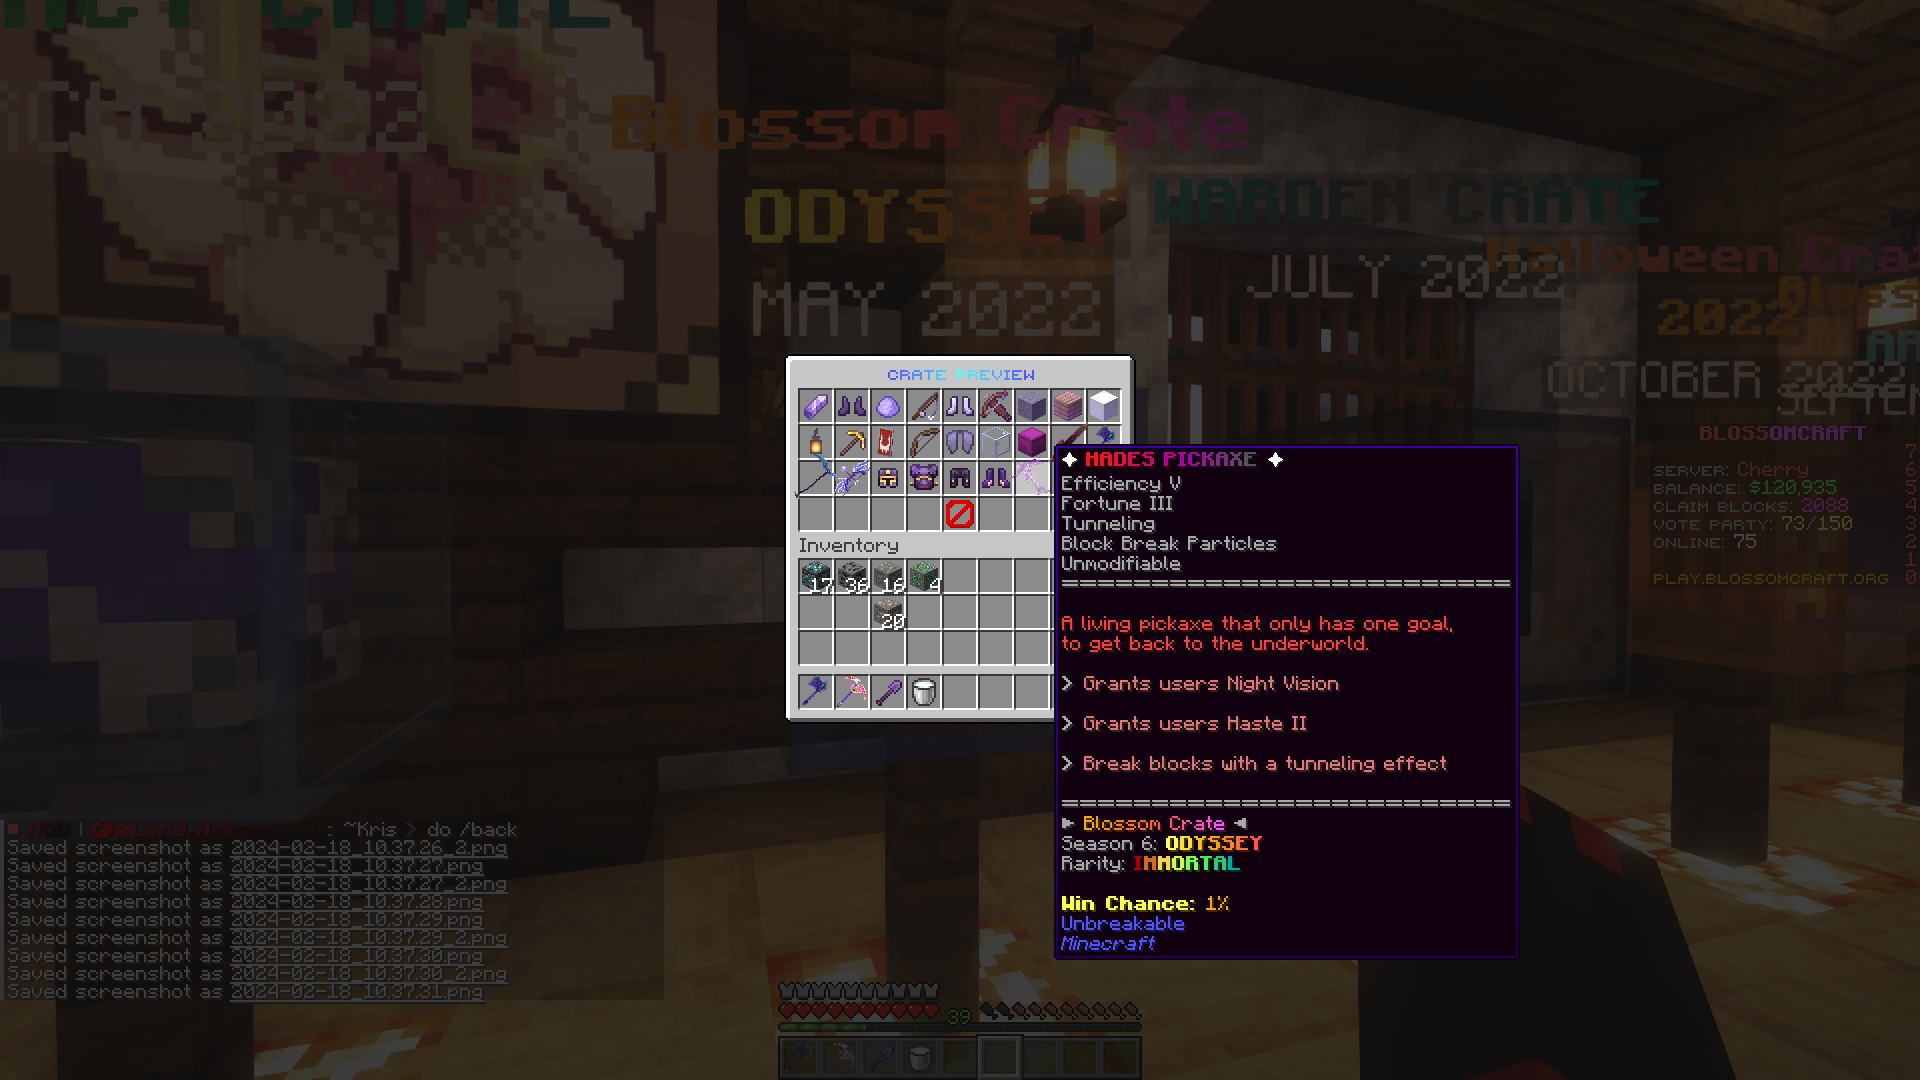 Blossom Crate
ODYSSEY
MAY 2022
WARDEN CRATE
JULY 2022
Halloween Cra
2022
OCTOBER 2022
CRATE PREVIEW
Inventory
17
36
16
4
20
✦ HADES PICKAXE ✦
Efficiency V
Fortune III
Tunneling
Block Break Particles
Unmodifiable
A living pickaxe that only has one goal,
to get back to the underworld.
> Grants users Night Vision
> Grants users Haste II
> Break blocks with a tunneling effect
► Blossom Crate ◄
Season 6: ODYSSEY
Rarity: IMMORTAL
Win Chance: 1%
Unbreakable
Minecraft
BLOSSOMCRAFT
SERVER: Cherry
BALANCE: $120,935
CLAIM BLOCKS: 2088
VOTE PARTY: 73/150
ONLINE: 75
PLAY.BLOSSOMCRAFT.ORG
7
6
5
4
3
2
1
0
: ~Kris > do /back
Saved screenshot as 2024-02-18_10.37.26_2.png
Saved screenshot as 2024-02-18_10.37.27.png
Saved screenshot as 2024-02-18_10.37.27_2.png
Saved screenshot as 2024-02-18_10.37.28.png
Saved screenshot as 2024-02-18_10.37.29.png
Saved screenshot as 2024-02-18_10.37.29_2.png
Saved screenshot as 2024-02-18_10.37.30.png
Saved screenshot as 2024-02-18_10.37.30_2.png
Saved screenshot as 2024-02-18_10.37.31.png
39